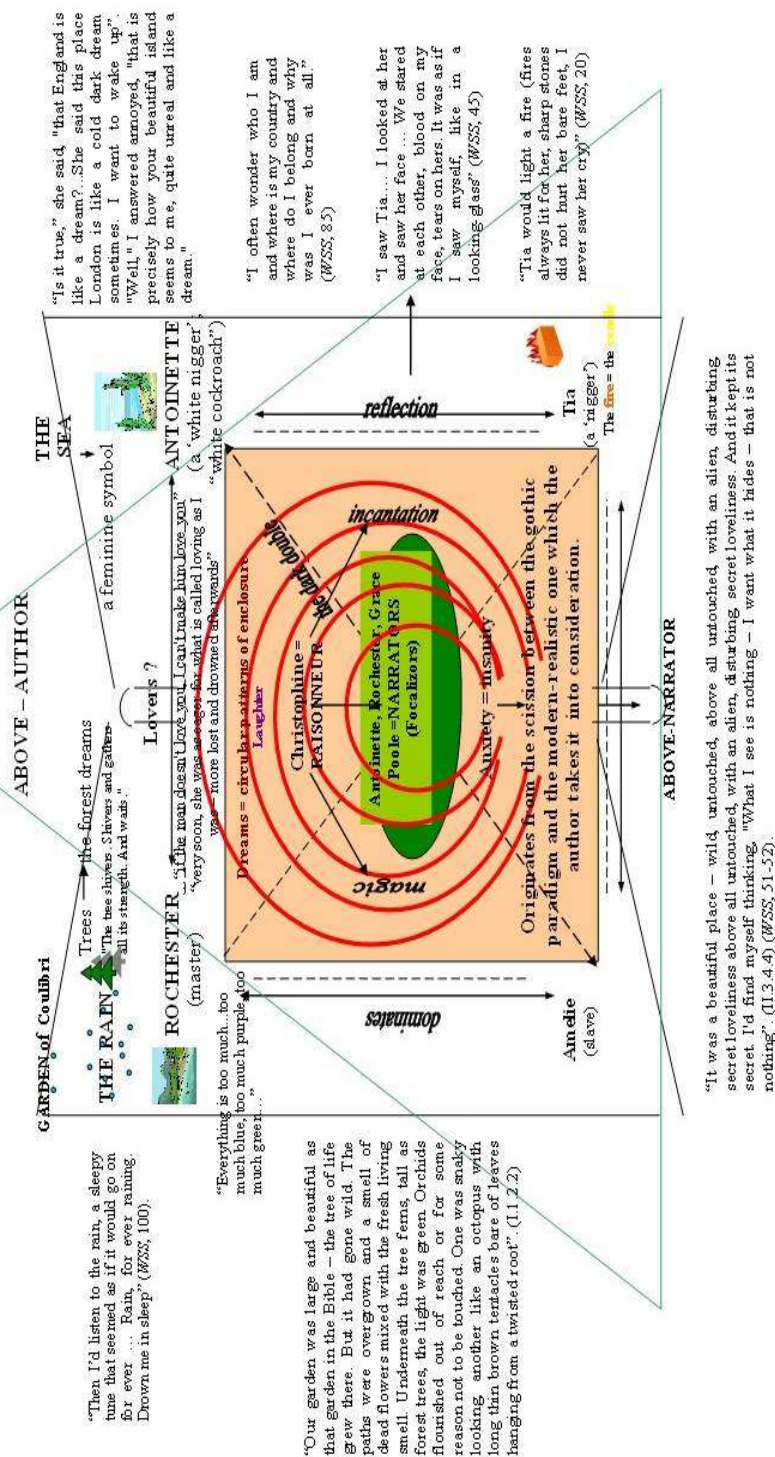 ABOVE – AUTHOR
GARDEN of Coulibri
THE RAIN
Trees
the forest dreams
"The tree shivers. Shivers and gathers
all its strength. And waits."
THE
SEA
a feminine symbol
ROCHESTER
(master)
Lovers ?
ANTOINETTE
(a 'white nigger',
"white cockroach")
"if the man doesn't love you, I can't make him love you"
"very soon, she was as eager for what is called loving as I
was – more lost and drowned afterwards"
"Then I'd listen to the rain, a sleepy
tune that seemed as if it would go on
for ever … Rain, for ever raining.
Drown me in sleep" (WSS, 100).
"Everything is too much...too
much blue, too much purple, too
much green…"
"Our garden was large and beautiful as
that garden in the Bible – the tree of life
grew there. But it had gone wild. The
paths were overgrown and a smell of
dead flowers mixed with the fresh living
smell. Underneath the tree ferns, tall as
forest trees, the light was green. Orchids
flourished out of reach or for some
reason not to be touched. One was snaky
looking, another like an octopus with
long thin brown tentacles bare of leaves
hanging from a twisted root". (I.1.2.2)
dominates
Amelie
(slave)
Dreams = circular patterns of enclosure
Laughter
the dark double
Christophine =
RAISONNEUR
magic
incantation
Antoinette, Rochester, Grace
Poole =NARRATORS
(Focalizors)
Anxiety = insanity
Originates from the scission between the gothic
paradigm and the modern-realistic one which the
author takes it into consideration.
reflection
Tia
(a 'nigger')
The fire = the
"Is it true," she said, "that England is
like a dream?...She said this place
London is like a cold dark dream
sometimes. I want to wake up".
"Well," I answered annoyed, "that is
precisely how your beautiful island
seems to me, quite unreal and like a
dream."
"I often wonder who I am
and where is my country and
where do I belong and why
was I ever born at all."
(WSS, 85)
"I saw Tia.... I looked at her
and saw her face ... We stared
at each other, blood on my
face, tears on hers. It was as if
I saw myself, like in a
looking-glass" (WSS, 45)
"Tia would light a fire (fires
always lit for her, sharp stones
did not hurt her bare feet, I
never saw her cry)" (WSS, 20)
ABOVE-NARRATOR
"It was a beautiful place – wild, untouched, above all untouched, with an alien, disturbing,
secret loveliness above all untouched, with an alien, disturbing, secret loveliness. And it kept its
secret. I'd find myself thinking, "What I see is nothing – I want what it hides – that is not
nothing". (II.3.4.4) (WSS, 51-52).